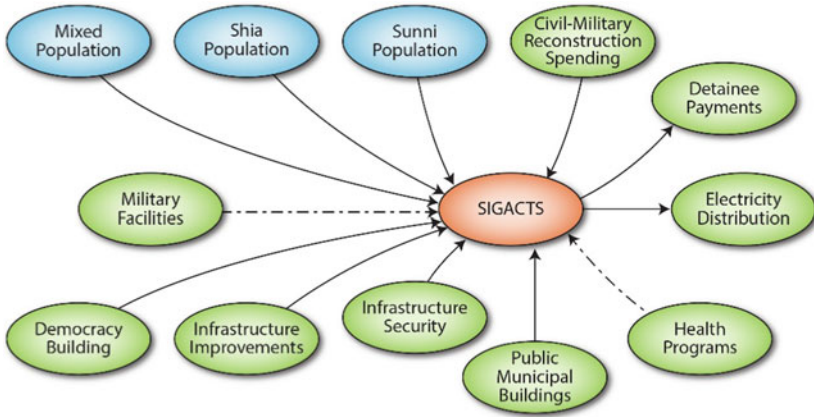 Mixed
Population
Shia
Population
Sunni
Population
Civil-Military
Reconstruction
Spending
Detainee
Payments
Military
Facilities
SIGACTS
Electricity
Distribution
Democracy
Building
Infrastructure
Improvements
Infrastructure
Security
Public
Municipal
Buildings
Health
Programs